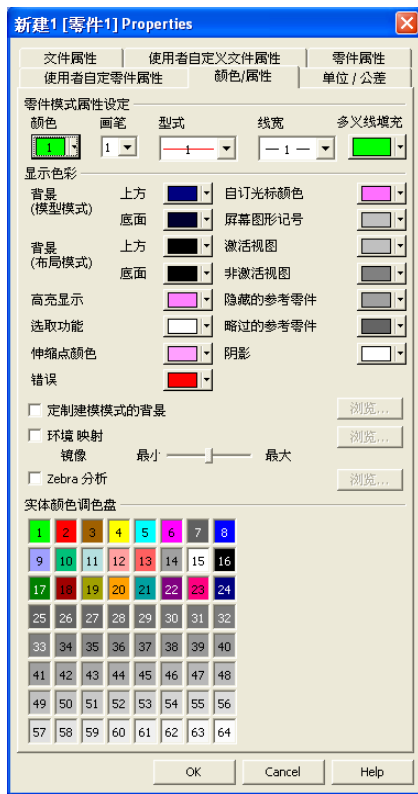 新建1 [零件1] Properties
文件属性 使用者自定义文件属性 零件属性
使用者自定零件属性 颜色/属性 单位 / 公差
零件模式属性设定
颜色 画笔 型式 线宽 多义线填充
1 1 1 1
显示色彩
背景 上方 自订光标颜色
(模型模式)
底面 屏幕图形记号
背景 上方 激活视图
(布局模式)
底面 非激活视图
高亮显示 隐藏的参考零件
选取功能 略过的参考零件
伸缩点颜色 阴影
错误
定制建模模式的背景 浏览...
环境 映射 浏览...
镜像 最小 最大
Zebra 分析 浏览...
实体颜色调色盘
1 2 3 4 5 6 7 8
9 10 11 12 13 14 15 16
17 18 19 20 21 22 23 24
25 26 27 28 29 30 31 32
33 34 35 36 37 38 39 40
41 42 43 44 45 46 47 48
49 50 51 52 53 54 55 56
57 58 59 60 61 62 63 64
OK Cancel Help